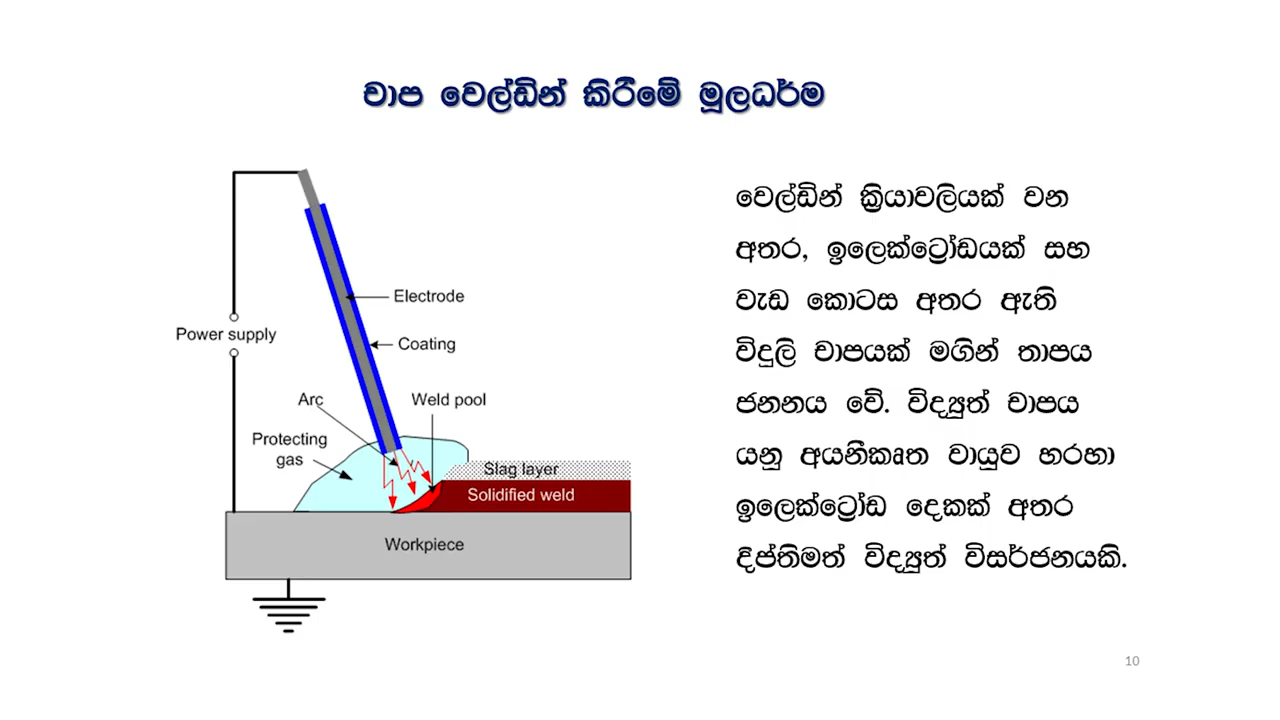 චාප වෙල්ඩින් කිරීමේ මූලධර්ම
Electrode
Power supply
Coating
Arc
Weld pool
Protecting
gas
Slag layer
Solidified weld
Workpiece
වෙල්ඩින් ක්‍රියාවලියක් වන
අතර, ඉලෙක්ට්‍රෝඩයක් සහ
වැඩ කොටස අතර ඇති
විදුලි චාපයක් මගින් තාපය
ජනනය වේ. විද්‍යුත් චාපය
යනු අයනීකෘත වායුව හරහා
ඉලෙක්ට්‍රෝඩ දෙකක් අතර
දීප්තිමත් විද්‍යුත් විසර්ජනයකි.
10